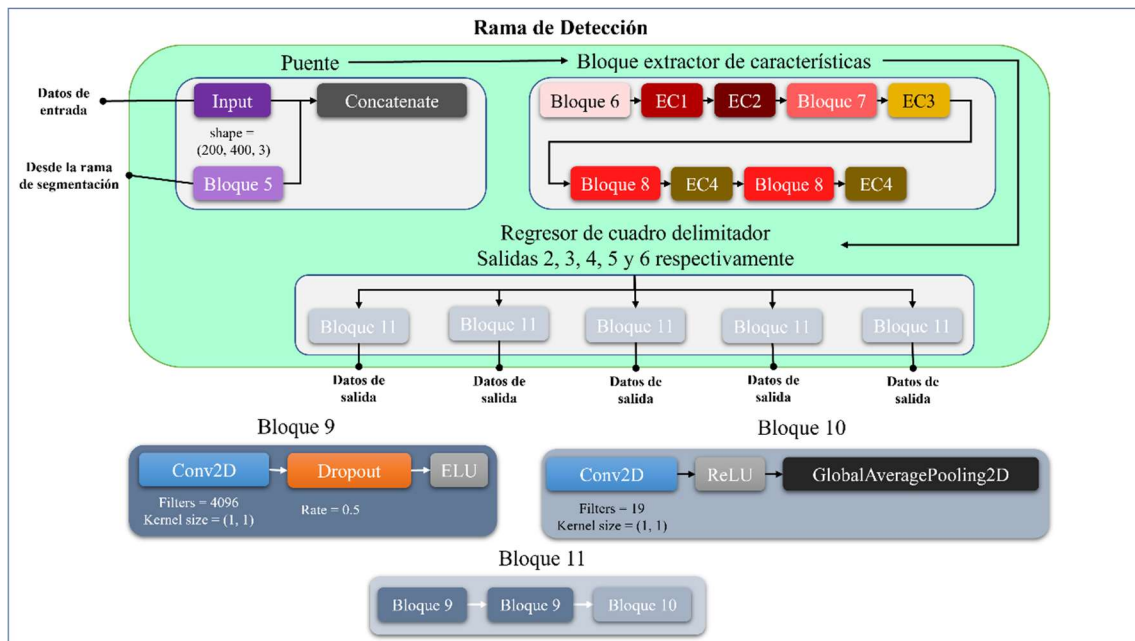 Rama de Detección
Puente
Bloque extractor de características
Datos de
entrada
Input
Concatenate
shape =
(200, 400, 3)
Desde la rama
de segmentación
Bloque 5
Bloque 6
EC1
EC2
Bloque 7
EC3
Bloque 8
EC4
Bloque 8
EC4
Regresor de cuadro delimitador
Salidas 2, 3, 4, 5 y 6 respectivamente
Bloque 11
Bloque 11
Bloque 11
Bloque 11
Bloque 11
Datos de
salida
Datos de
salida
Datos de
salida
Datos de
salida
Datos de
salida
Bloque 9
Conv2D
Dropout
ELU
Filters = 4096
Kernel size = (1, 1)
Rate = 0.5
Bloque 10
Conv2D
ReLU
GlobalAveragePooling2D
Filters = 19
Kernel size = (1, 1)
Bloque 11
Bloque 9
Bloque 9
Bloque 10